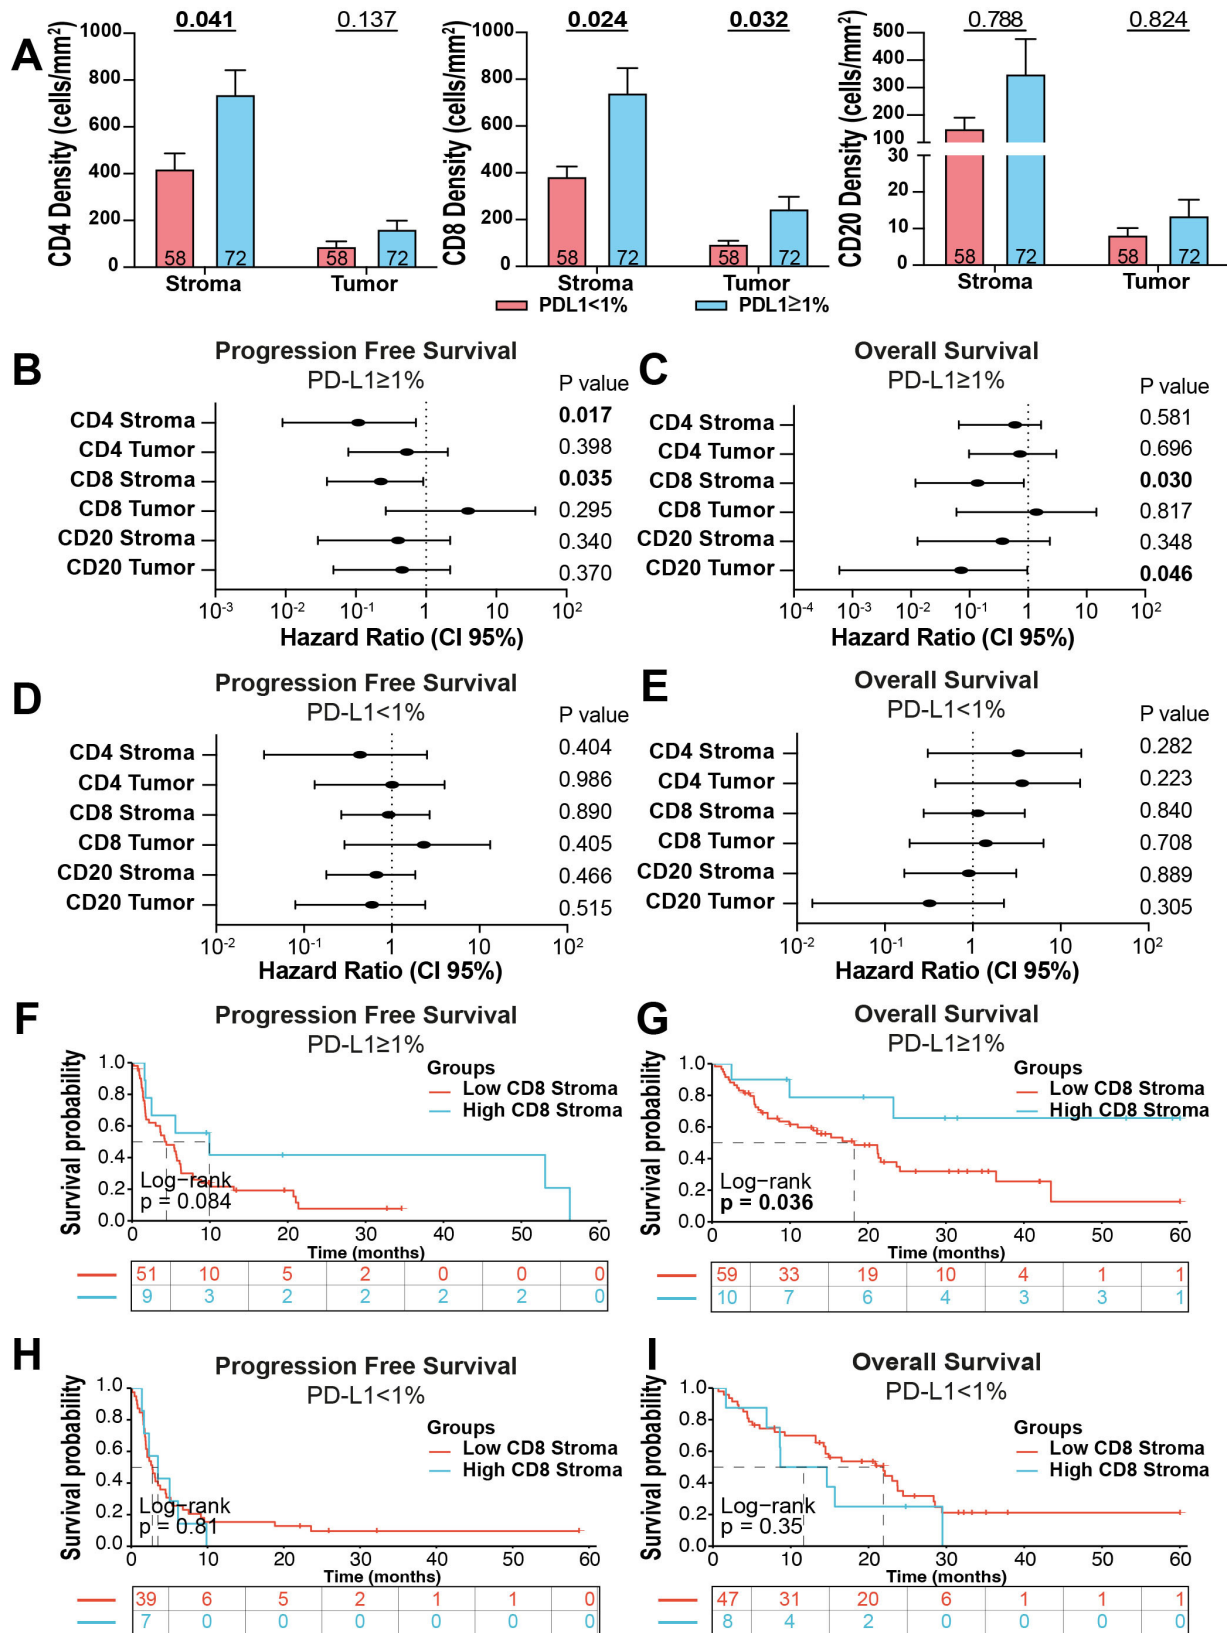 A
0.041
0.137
CD4 Density (cells/mm²)
1000
800
600
400
200
0
58
72
58
72
Stroma
Tumor
0.024
0.032
CD8 Density (cells/mm²)
1000
800
600
400
200
0
58
72
58
72
Stroma
Tumor
0.788
0.824
CD20 Density (cells/mm²)
500
400
300
200
100
30
20
10
0
58
72
58
72
Stroma
Tumor
PDL1<1%
PDL1≥1%
B
Progression Free Survival
PD-L1≥1%
P value
CD4 Stroma 0.017
CD4 Tumor 0.398
CD8 Stroma 0.035
CD8 Tumor 0.295
CD20 Stroma 0.340
CD20 Tumor 0.370
10⁻³ 10⁻² 10⁻¹ 1 10 10²
Hazard Ratio (CI 95%)
C
Overall Survival
PD-L1≥1%
P value
CD4 Stroma 0.581
CD4 Tumor 0.696
CD8 Stroma 0.030
CD8 Tumor 0.817
CD20 Stroma 0.348
CD20 Tumor 0.046
10⁻⁴ 10⁻³ 10⁻² 10⁻¹ 1 10 10²
Hazard Ratio (CI 95%)
D
Progression Free Survival
PD-L1<1%
P value
CD4 Stroma 0.404
CD4 Tumor 0.986
CD8 Stroma 0.890
CD8 Tumor 0.405
CD20 Stroma 0.466
CD20 Tumor 0.515
10⁻² 10⁻¹ 1 10 10²
Hazard Ratio (CI 95%)
E
Overall Survival
PD-L1<1%
P value
CD4 Stroma 0.282
CD4 Tumor 0.223
CD8 Stroma 0.840
CD8 Tumor 0.708
CD20 Stroma 0.889
CD20 Tumor 0.305
10⁻² 10⁻¹ 1 10 10²
Hazard Ratio (CI 95%)
F
Progression Free Survival
PD-L1≥1%
Survival probability
1.0
0.8
0.6
0.4
0.2
0.0
Groups
Low CD8 Stroma
High CD8 Stroma
Log-rank
p = 0.084
0 10 20 30 40 50 60
Time (months)
51 10 5 2 0 0 0
9 3 2 2 2 2 0
G
Overall Survival
PD-L1≥1%
Survival probability
1.0
0.8
0.6
0.4
0.2
0.0
Groups
Low CD8 Stroma
High CD8 Stroma
Log-rank
p = 0.036
0 10 20 30 40 50 60
Time (months)
59 33 19 10 4 1 1
10 7 6 4 3 3 1
H
Progression Free Survival
PD-L1<1%
Survival probability
1.0
0.8
0.6
0.4
0.2
0.0
Groups
Low CD8 Stroma
High CD8 Stroma
Log-rank
p = 0.81
0 10 20 30 40 50 60
Time (months)
39 6 5 2 1 1 0
7 0 0 0 0 0 0
I
Overall Survival
PD-L1<1%
Survival probability
1.0
0.8
0.6
0.4
0.2
0.0
Groups
Low CD8 Stroma
High CD8 Stroma
Log-rank
p = 0.35
0 10 20 30 40 50 60
Time (months)
47 31 20 6 1 1 1
8 4 2 0 0 0 0